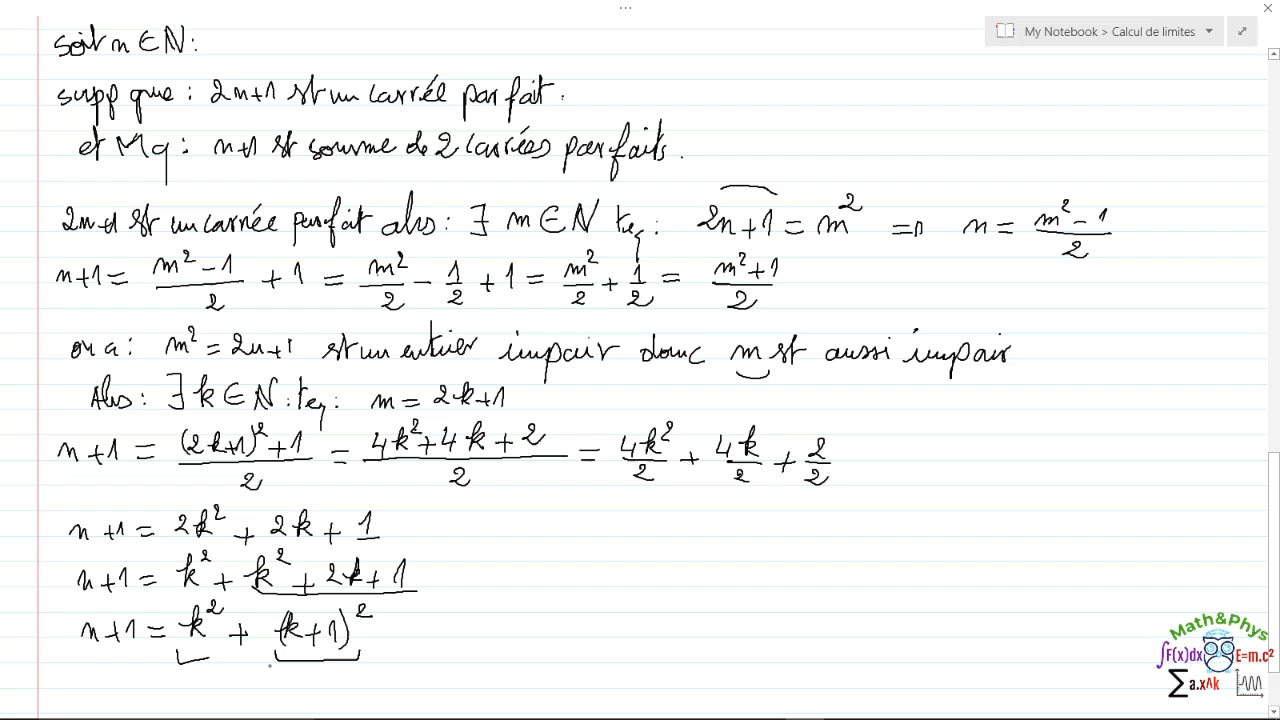 My Notebook > Calcul de limites
soit n ∈ ℕ:
supp que : 2n+1 est un carrée parfait.
et Mq : n+1 est somme de 2 carrées parfaits.
2n+1 est un carrée parfait alors : ∃ m ∈ ℕ teq : 2n+1 = m² => n = (m² - 1)/2
n+1 = (m² - 1)/2 + 1 = m²/2 - 1/2 + 1 = m²/2 + 1/2 = (m² + 1)/2
on a : m² = 2n+1 est un entier impair donc m est aussi impair
Alors : ∃ k ∈ ℕ. teq : m = 2k+1
n+1 = ((2k+1)² + 1)/2 = (4k² + 4k + 2)/2 = 4k²/2 + 4k/2 + 2/2
n+1 = 2k² + 2k + 1
n+1 = k² + k² + 2k + 1
n+1 = k² + (k+1)²
Math&Phys
∫F(x)dx E=m.c²
∑ a.x∧k